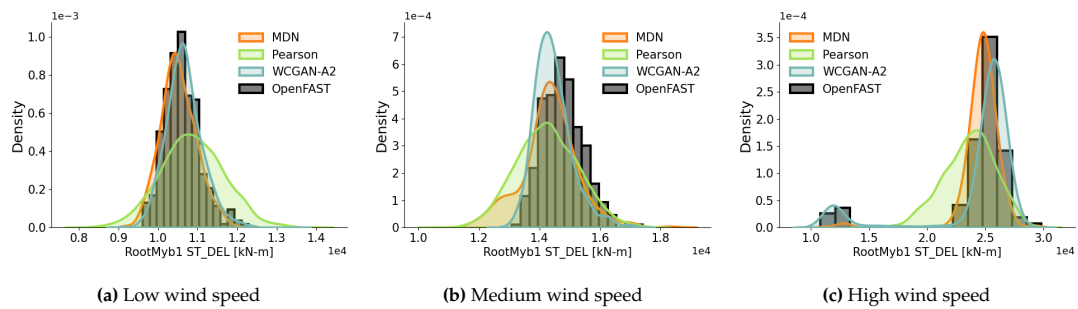 1e−3
1.0
0.8
0.6
0.4
0.2
0.0
Density
MDN
Pearson
WCGAN-A2
OpenFAST
0.8 0.9 1.0 1.1 1.2 1.3 1.4
RootMyb1 ST_DEL [kN-m]
1e4
(a) Low wind speed
1e−4
7
6
5
4
3
2
1
0
Density
MDN
Pearson
WCGAN-A2
OpenFAST
1.0 1.2 1.4 1.6 1.8
RootMyb1 ST_DEL [kN-m]
1e4
(b) Medium wind speed
1e−4
3.5
3.0
2.5
2.0
1.5
1.0
0.5
0.0
Density
MDN
Pearson
WCGAN-A2
OpenFAST
1.0 1.5 2.0 2.5 3.0
RootMyb1 ST_DEL [kN-m]
1e4
(c) High wind speed